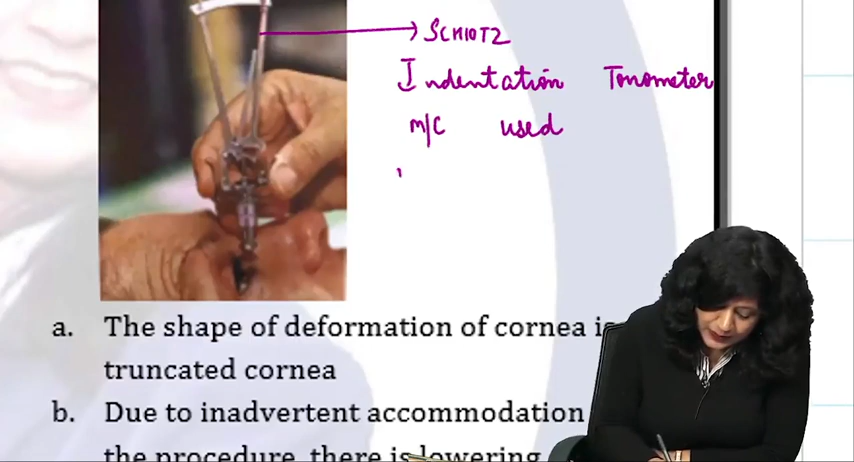 SCHIOTZ
Indentation Tonometer
M/C used
a. The shape of deformation of cornea is
truncated cornea
b. Due to inadvertent accommodation
the procedure, there is lowering